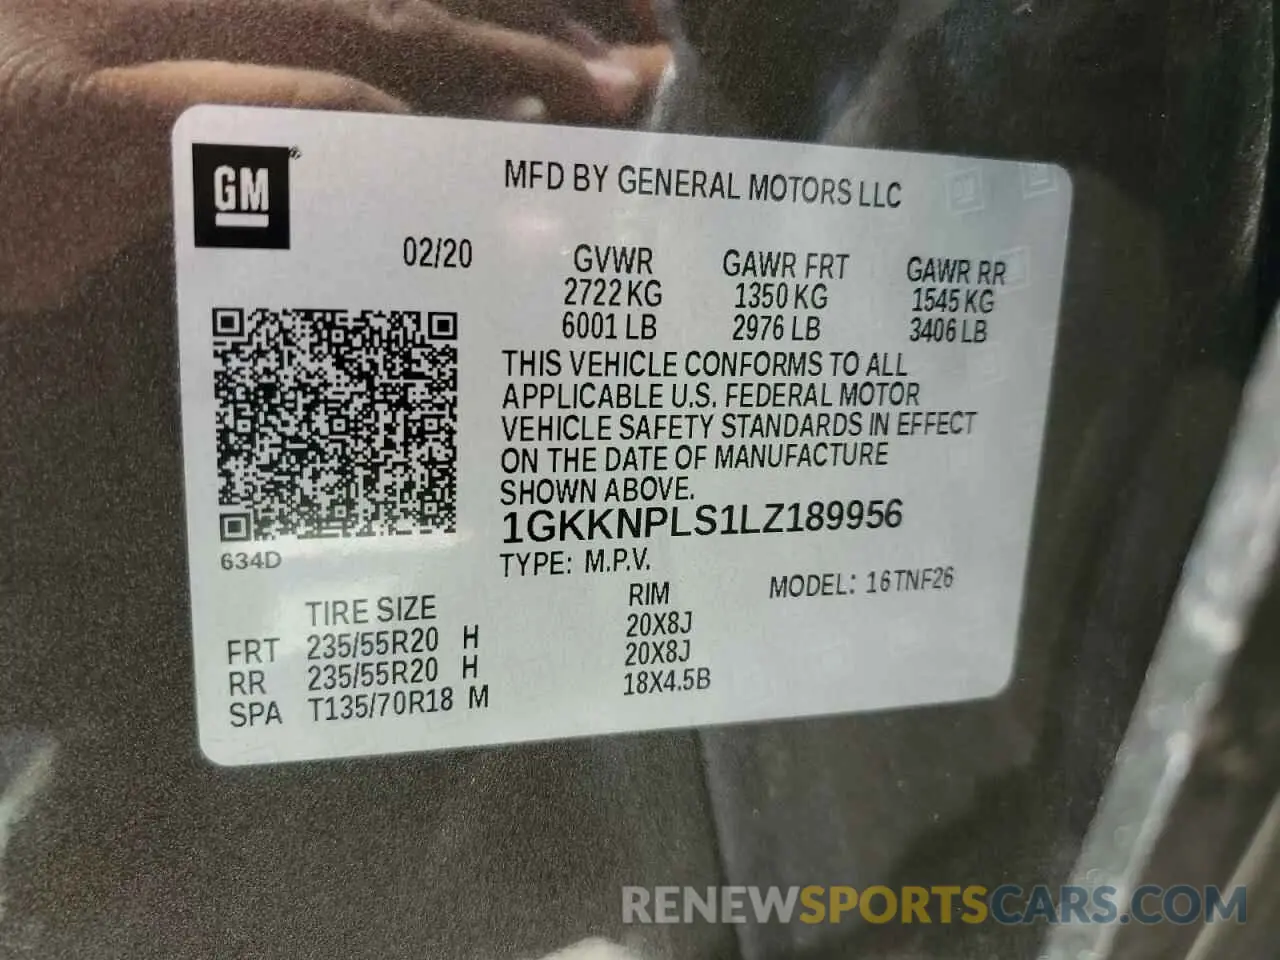 GM®
MFD BY GENERAL MOTORS LLC
02/20
GVWR GAWR FRT GAWR RR
2722 KG 1350 KG 1545 KG
6001 LB 2976 LB 3406 LB
THIS VEHICLE CONFORMS TO ALL
APPLICABLE U.S. FEDERAL MOTOR
VEHICLE SAFETY STANDARDS IN EFFECT
ON THE DATE OF MANUFACTURE
SHOWN ABOVE.
1GKKNPLS1LZ189956
634D
TYPE: M.P.V. MODEL: 16TNF26
TIRE SIZE RIM
FRT 235/55R20 H 20X8J
RR 235/55R20 H 20X8J
SPA T135/70R18 M 18X4.5B
RENEWSPORTSCARS.COM